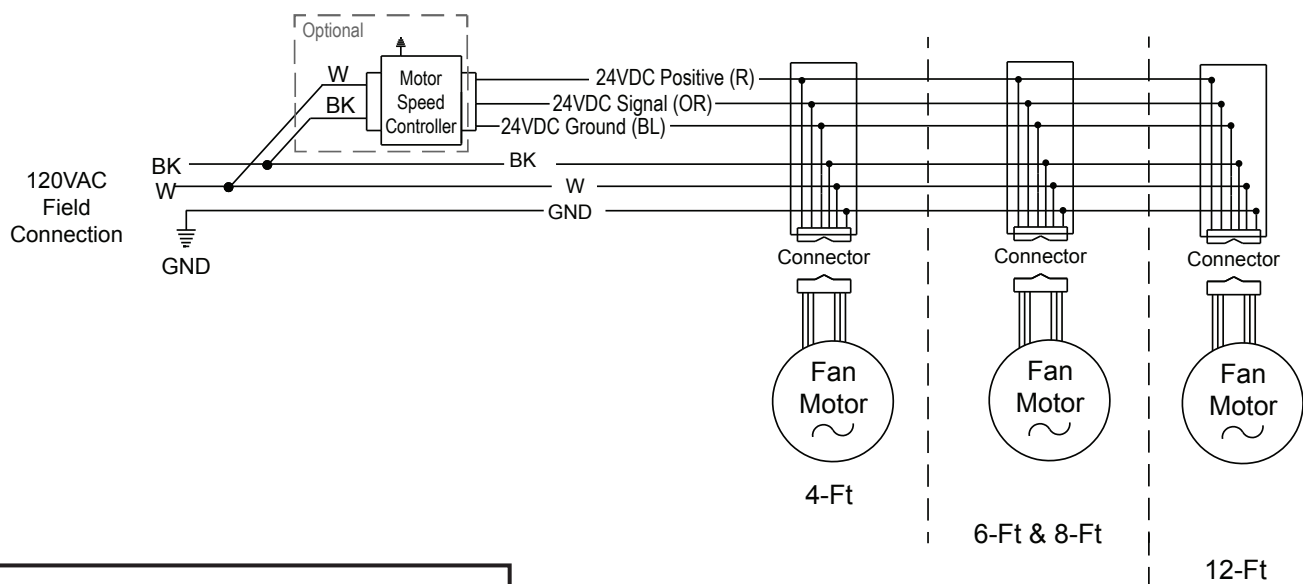 Optional
W
BK
Motor
Speed
Controller
24VDC Positive (R)
24VDC Signal (OR)
24VDC Ground (BL)
120VAC
Field
Connection
BK
W
GND
BK
W
GND
Connector
Connector
Connector
Fan
Motor
Fan
Motor
Fan
Motor
4-Ft
6-Ft & 8-Ft
12-Ft